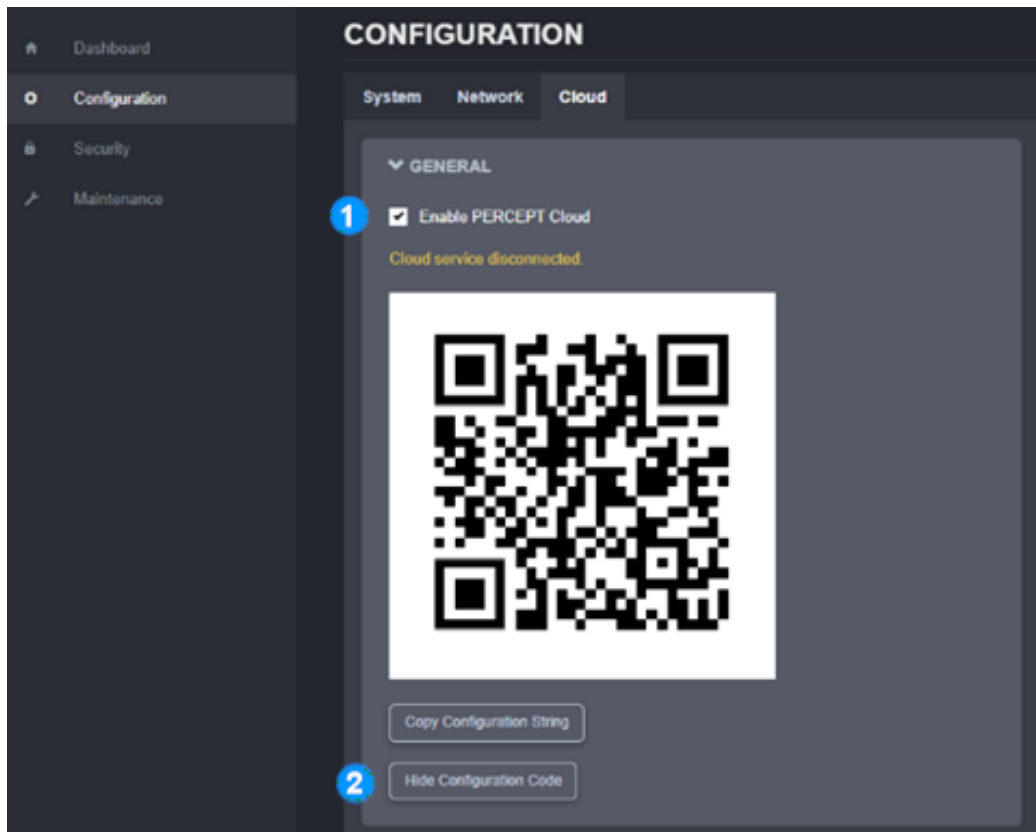 CONFIGURATION
Dashboard
Configuration
Security
Maintenance
System Network Cloud
GENERAL
1 Enable PERCEPT Cloud
Cloud service disconnected.
Copy Configuration String
2 Hide Configuration Code